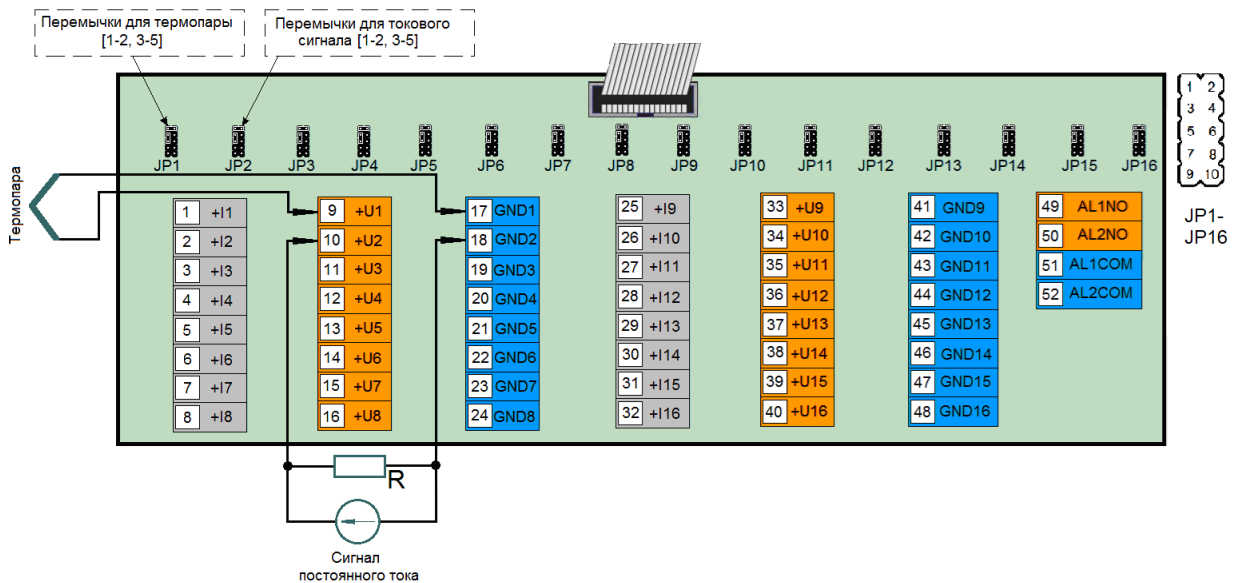 Перемычки для термопары
[1-2, 3-5]
Перемычки для токового
сигнала [1-2, 3-5]
1 2
3 4
5 6
7 8
9 10
JP1-
JP16
JP1 JP2 JP3 JP4 JP5 JP6 JP7 JP8 JP9 JP10 JP11 JP12 JP13 JP14 JP15 JP16
Термопара
1 +I1
2 +I2
3 +I3
4 +I4
5 +I5
6 +I6
7 +I7
8 +I8
9 +U1
10 +U2
11 +U3
12 +U4
13 +U5
14 +U6
15 +U7
16 +U8
17 GND1
18 GND2
19 GND3
20 GND4
21 GND5
22 GND6
23 GND7
24 GND8
25 +I9
26 +I10
27 +I11
28 +I12
29 +I13
30 +I14
31 +I15
32 +I16
33 +U9
34 +U10
35 +U11
36 +U12
37 +U13
38 +U14
39 +U15
40 +U16
41 GND9
42 GND10
43 GND11
44 GND12
45 GND13
46 GND14
47 GND15
48 GND16
49 AL1NO
50 AL2NO
51 AL1COM
52 AL2COM
R
Сигнал
постоянного тока